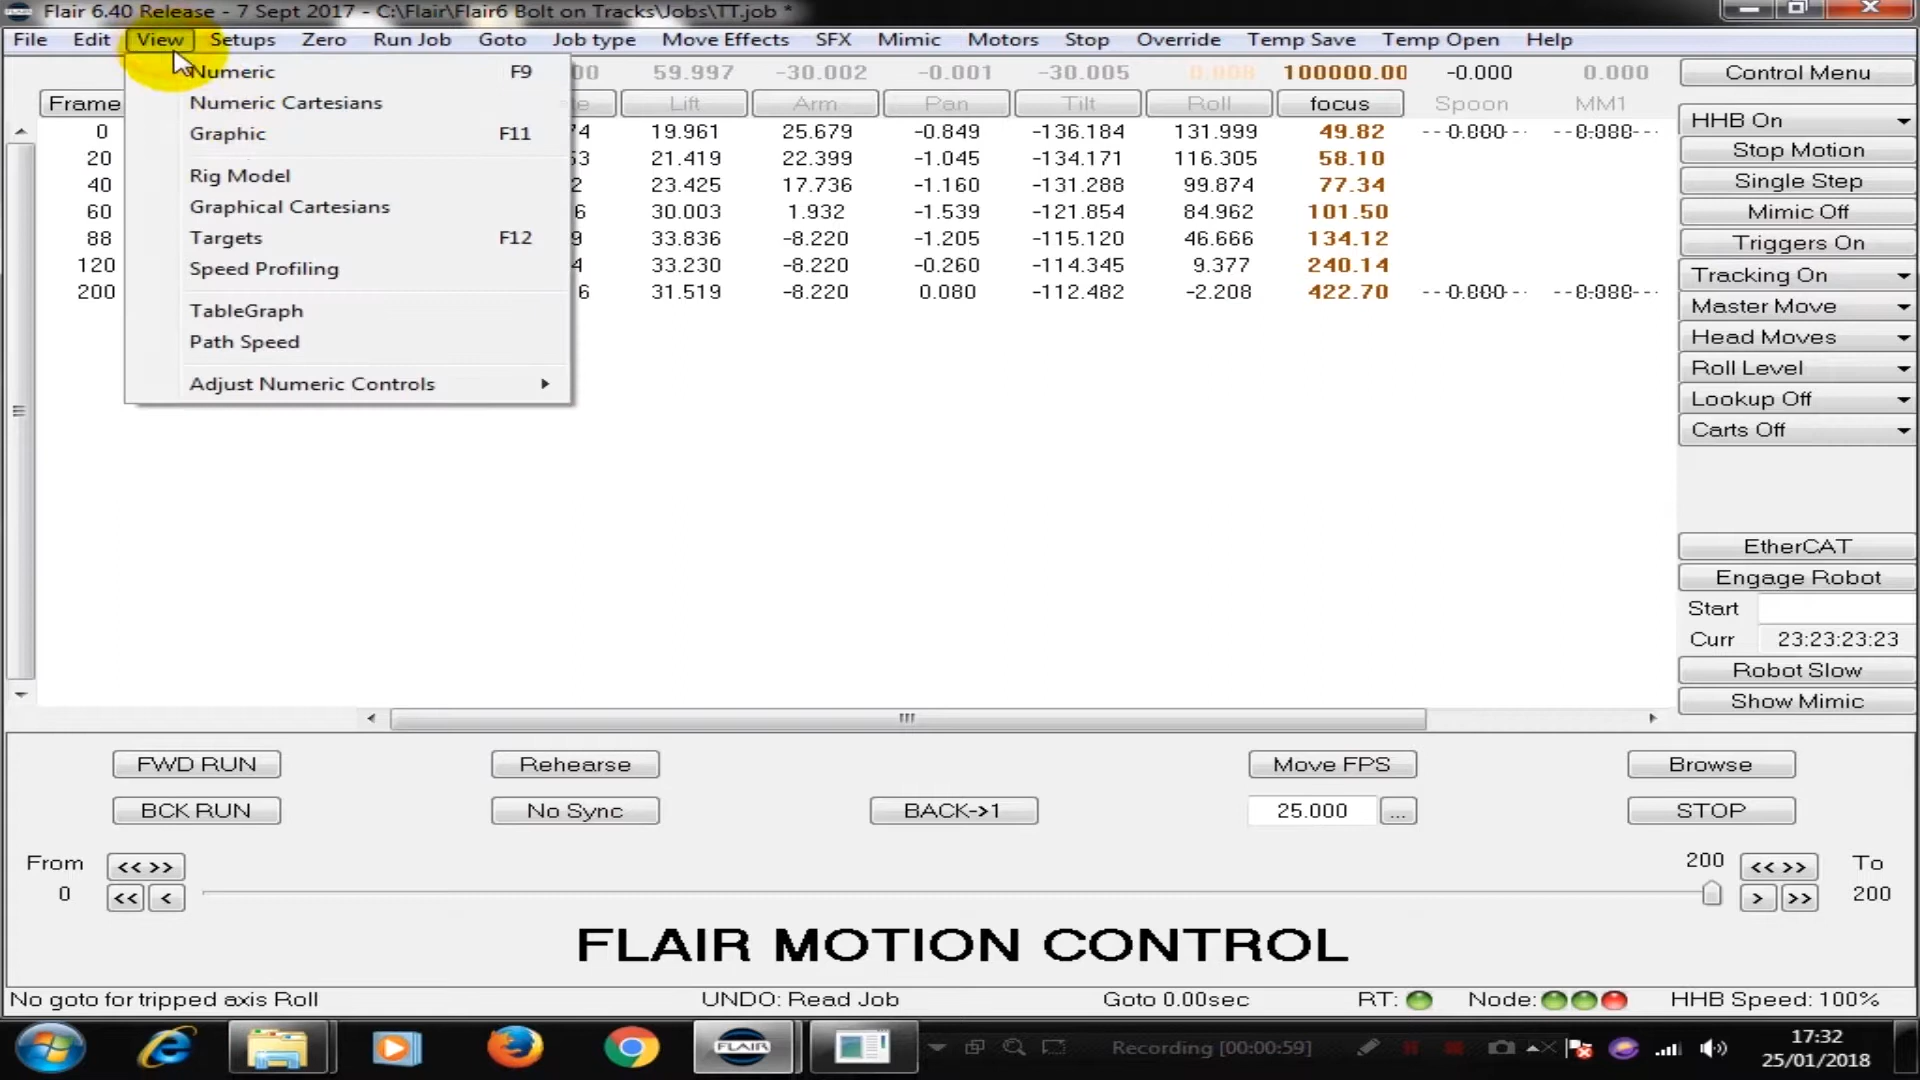 Flair 6.40 Release - 7 Sept 2017 - C:\Flair\Flair6 Bolt on Tracks\Jobs\TT.job *
File Edit View Setups Zero Run Job Goto Job type Move Effects SFX Mimic Motors Stop Override Temp Save Temp Open Help
Numeric F9 00 59.997 -30.002 -0.001 -30.005 0.008 100000.00 -0.000 0.000 Control Menu
Frame Lift Arm Pan Tilt Roll focus Spoon MM1
Numeric Cartesians
HHB On
0 4 19.961 25.679 -0.849 -136.184 131.999 49.82 --0.000-- --0.000--
Graphic F11
Stop Motion
20 3 21.419 22.399 -1.045 -134.171 116.305 58.10
Rig Model
Single Step
40 2 23.425 17.736 -1.160 -131.288 99.874 77.34
Graphical Cartesians
Mimic Off
60 6 30.003 1.932 -1.539 -121.854 84.962 101.50
Targets F12
Triggers On
88 9 33.836 -8.220 -1.205 -115.120 46.666 134.12
Speed Profiling
Tracking On
120 4 33.230 -8.220 -0.260 -114.345 9.377 240.14
200 6 31.519 -8.220 0.080 -112.482 -2.208 422.70 --0.000-- --0.000--
TableGraph
Master Move
Path Speed
Head Moves
Adjust Numeric Controls
Roll Level
Lookup Off
Carts Off
EtherCAT
Engage Robot
Start
Curr 23:23:23:23
Robot Slow
Show Mimic
FWD RUN Rehearse Move FPS Browse
BCK RUN No Sync BACK->1 25.000 ... STOP
From << >> 200 << >> To
0 << < > >> 200
FLAIR MOTION CONTROL
No goto for tripped axis Roll UNDO: Read Job Goto 0.00sec RT: Node: HHB Speed: 100%
FLAIR
Recording [00:00:59]
17:32
25/01/2018